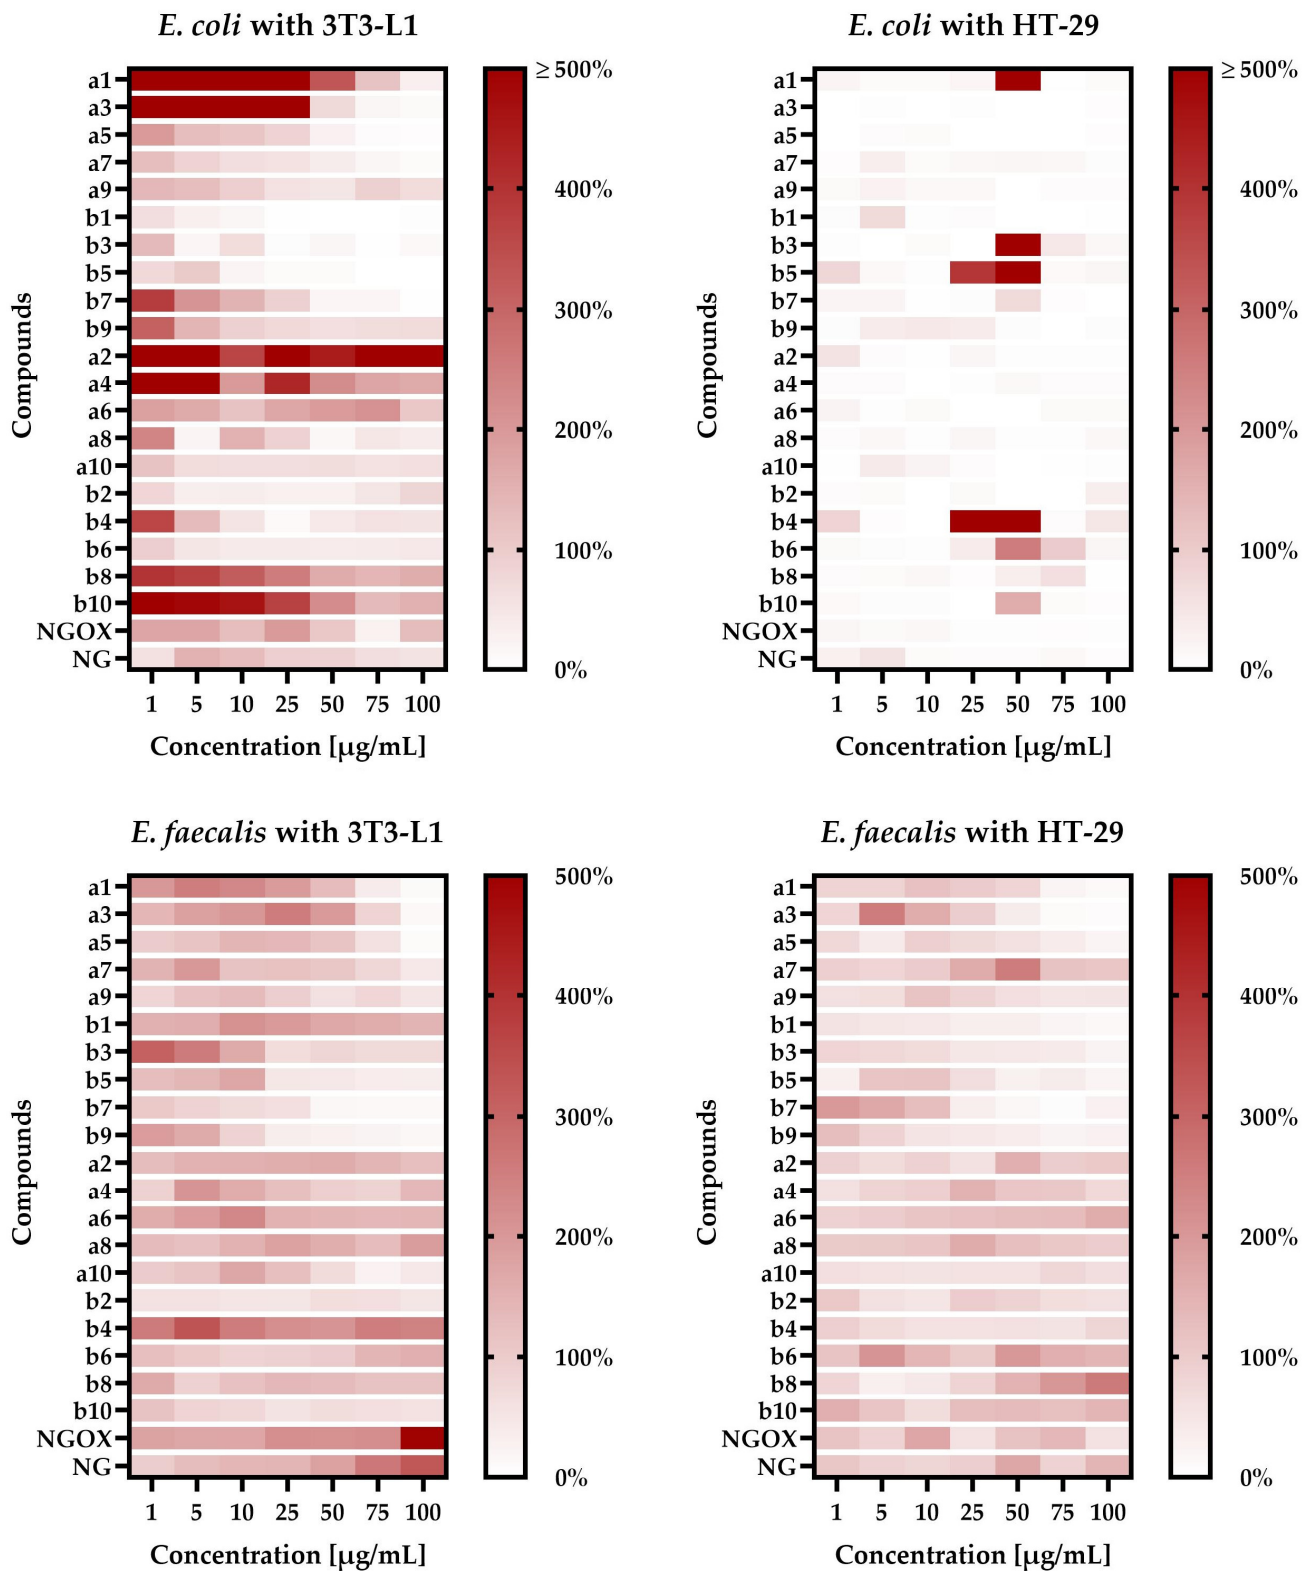 E. coli with 3T3-L1
Compounds
a1
a3
a5
a7
a9
b1
b3
b5
b7
b9
a2
a4
a6
a8
a10
b2
b4
b6
b8
b10
NGOX
NG
1 5 10 25 50 75 100
Concentration [µg/mL]
≥ 500%
400%
300%
200%
100%
0%
E. coli with HT-29
Compounds
a1
a3
a5
a7
a9
b1
b3
b5
b7
b9
a2
a4
a6
a8
a10
b2
b4
b6
b8
b10
NGOX
NG
1 5 10 25 50 75 100
Concentration [µg/mL]
≥ 500%
400%
300%
200%
100%
0%
E. faecalis with 3T3-L1
Compounds
a1
a3
a5
a7
a9
b1
b3
b5
b7
b9
a2
a4
a6
a8
a10
b2
b4
b6
b8
b10
NGOX
NG
1 5 10 25 50 75 100
Concentration [µg/mL]
500%
400%
300%
200%
100%
0%
E. faecalis with HT-29
Compounds
a1
a3
a5
a7
a9
b1
b3
b5
b7
b9
a2
a4
a6
a8
a10
b2
b4
b6
b8
b10
NGOX
NG
1 5 10 25 50 75 100
Concentration [µg/mL]
500%
400%
300%
200%
100%
0%